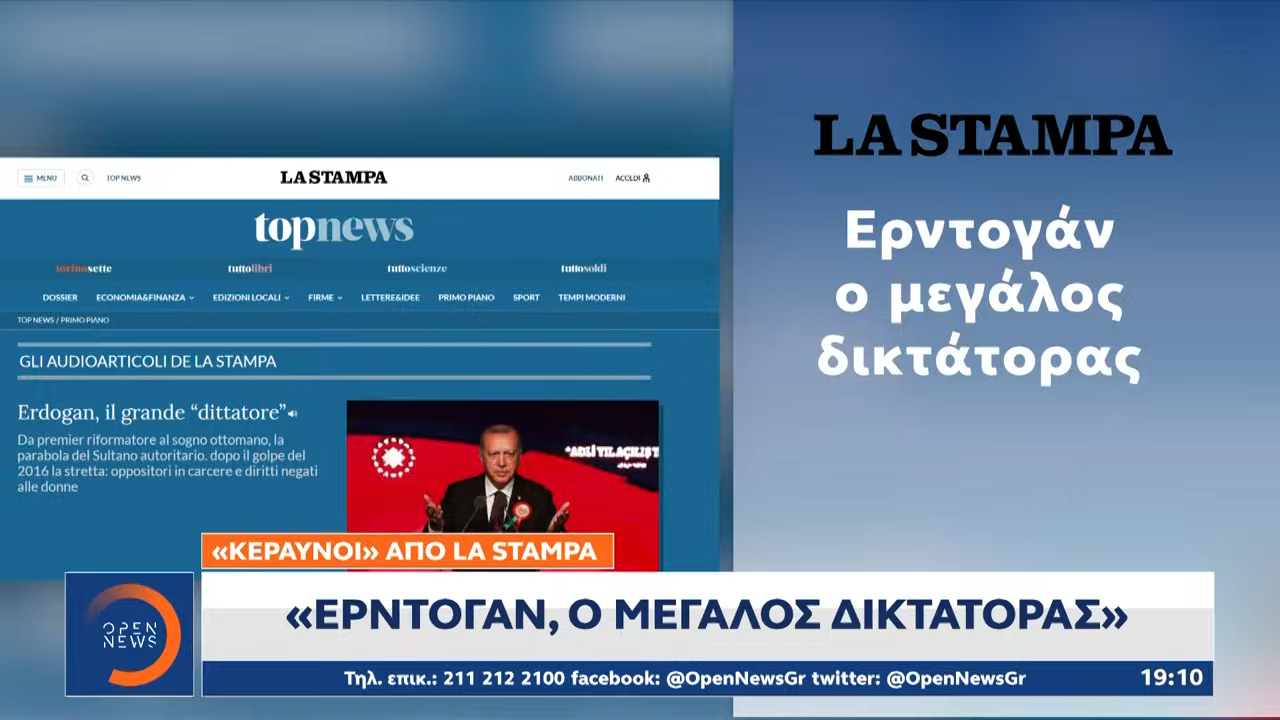 LA STAMPA
Ερντογάν
ο μεγάλος
δικτάτορας
MENU
TOP NEWS
LA STAMPA
ABBONATI
ACCEDI
topnews
torinosette
tuttolibri
tuttoscienze
tuttosoldi
DOSSIER
ECONOMIA&FINANZA
EDIZIONI LOCALI
FIRME
LETTERE&IDEE
PRIMO PIANO
SPORT
TEMPI MODERNI
TOP NEWS / PRIMO PIANO
GLI AUDIOARTICOLI DE LA STAMPA
Erdogan, il grande “dittatore”
Da premier riformatore al sogno ottomano, la
parabola del Sultano autoritario. dopo il golpe del
2016 la stretta: oppositori in carcere e diritti negati
alle donne
"ADLİ YIL AÇILIŞ T
«ΚΕΡΑΥΝΟΙ» ΑΠΟ LA STAMPA
OPEN
NEWS
«ΕΡΝΤΟΓΑΝ, Ο ΜΕΓΑΛΟΣ ΔΙΚΤΑΤΟΡΑΣ»
Τηλ. επικ.: 211 212 2100 facebook: @OpenNewsGr twitter: @OpenNewsGr
19:10